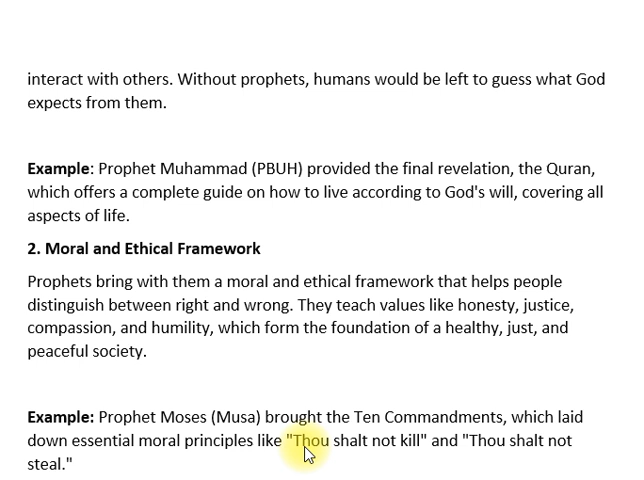 interact with others. Without prophets, humans would be left to guess what God
expects from them.
Example: Prophet Muhammad (PBUH) provided the final revelation, the Quran,
which offers a complete guide on how to live according to God's will, covering all
aspects of life.
2. Moral and Ethical Framework
Prophets bring with them a moral and ethical framework that helps people
distinguish between right and wrong. They teach values like honesty, justice,
compassion, and humility, which form the foundation of a healthy, just, and
peaceful society.
Example: Prophet Moses (Musa) brought the Ten Commandments, which laid
down essential moral principles like "Thou shalt not kill" and "Thou shalt not
steal."